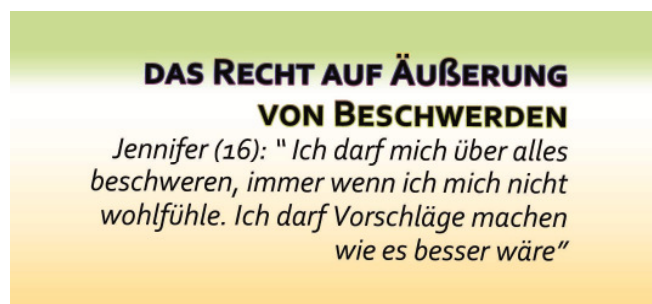 DAS RECHT AUF ÄUßERUNG
VON BESCHWERDEN
Jennifer (16): “ Ich darf mich über alles
beschweren, immer wenn ich mich nicht
wohlfühle. Ich darf Vorschläge machen
wie es besser wäre”